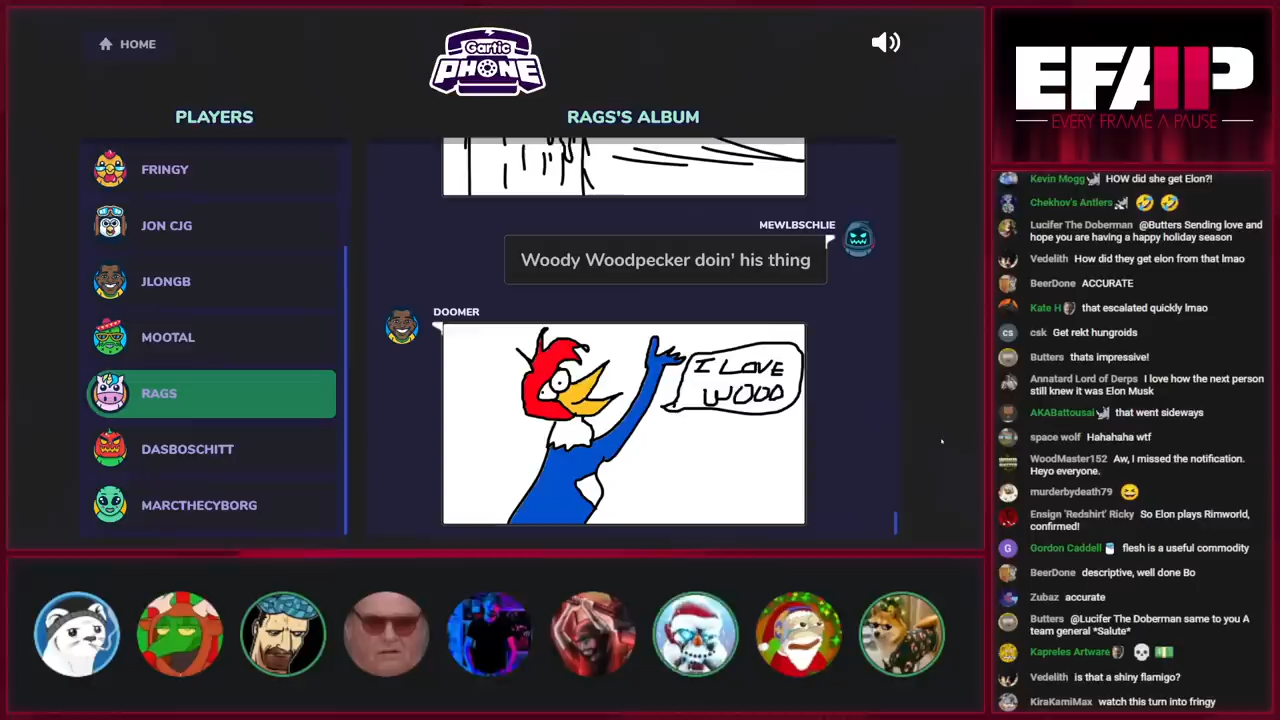 HOME
Gartic
PHONE
PLAYERS
RAGS'S ALBUM
FRINGY
JON CJG
JLONGB
MOOTAL
RAGS
DASBOSCHITT
MARCTHECYBORG
MEWLBSCHLIE
Woody Woodpecker doin' his thing
DOOMER
I LOVE
WOOD
EFAP
EVERY FRAME A PAUSE
Kevin Mogg HOW did she get Elon?!
Chekhov's Antlers
Lucifer The Doberman @Butters Sending love and
hope you are having a happy holiday season
Vedelith How did they get elon from that lmao
BeerDone ACCURATE
Kate H that escalated quickly lmao
cs csk Get rekt hungroids
Butters thats impressive!
Annatard Lord of Derps I love how the next person
still knew it was Elon Musk
AKABattousai that went sideways
space wolf Hahahaha wtf
WoodMaster152 Aw, I missed the notification.
Heyo everyone.
murderbydeath79
Ensign 'Redshirt' Ricky So Elon plays Rimworld,
confirmed!
G Gordon Caddell flesh is a useful commodity
BeerDone descriptive, well done Bo
Zubaz accurate
Butters @Lucifer The Doberman same to you A
team general *Salute*
Kapreles Artware
Vedelith is that a shiny flamigo?
KiraKamiMax watch this turn into fringy